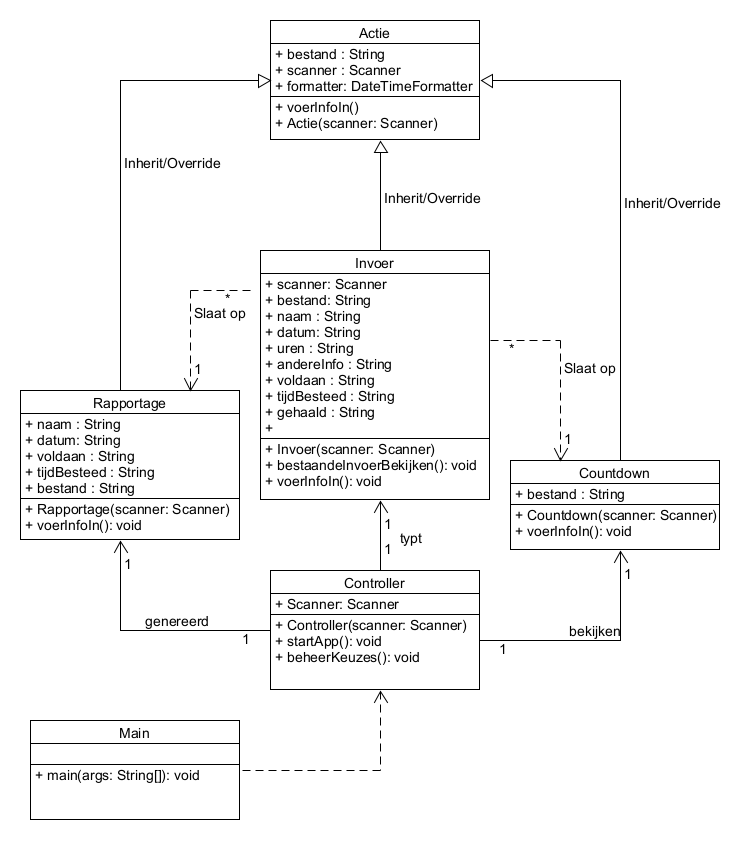 Actie
+ bestand : String
+ scanner : Scanner
+ formatter: DateTimeFormatter
+ voerInfoIn()
+ Actie(scanner: Scanner)
Inherit/Override
Inherit/Override
Inherit/Override
Invoer
+ scanner: Scanner
+ bestand: String
+ naam : String
+ datum: String
+ uren : String
+ andereInfo : String
+ voldaan : String
+ tijdBesteed : String
+ gehaald : String
+
+ Invoer(scanner: Scanner)
+ bestaandeInvoerBekijken(): void
+ voerInfoIn(): void
*
Slaat op
1
*
Slaat op
1
Rapportage
+ naam : String
+ datum: String
+ voldaan : String
+ tijdBesteed : String
+ bestand : String
+ Rapportage(scanner: Scanner)
+ voerInfoIn(): void
Countdown
+ bestand : String
+ Countdown(scanner: Scanner)
+ voerInfoIn(): void
1
typt
1
1
genereerd
1
1
bekijken
1
Controller
+ Scanner: Scanner
+ Controller(scanner: Scanner)
+ startApp(): void
+ beheerKeuzes(): void
Main
+ main(args: String[]): void